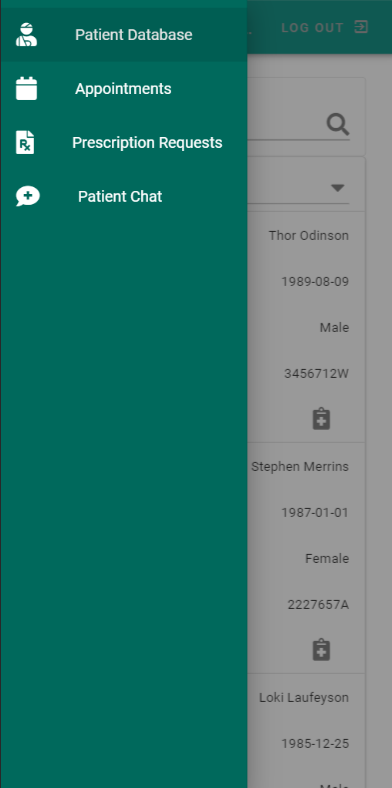 Patient Database
LOG OUT
Appointments
Prescription Requests
Patient Chat
Thor Odinson
1989-08-09
Male
3456712W
Stephen Merrins
1987-01-01
Female
2227657A
Loki Laufeyson
1985-12-25
Male